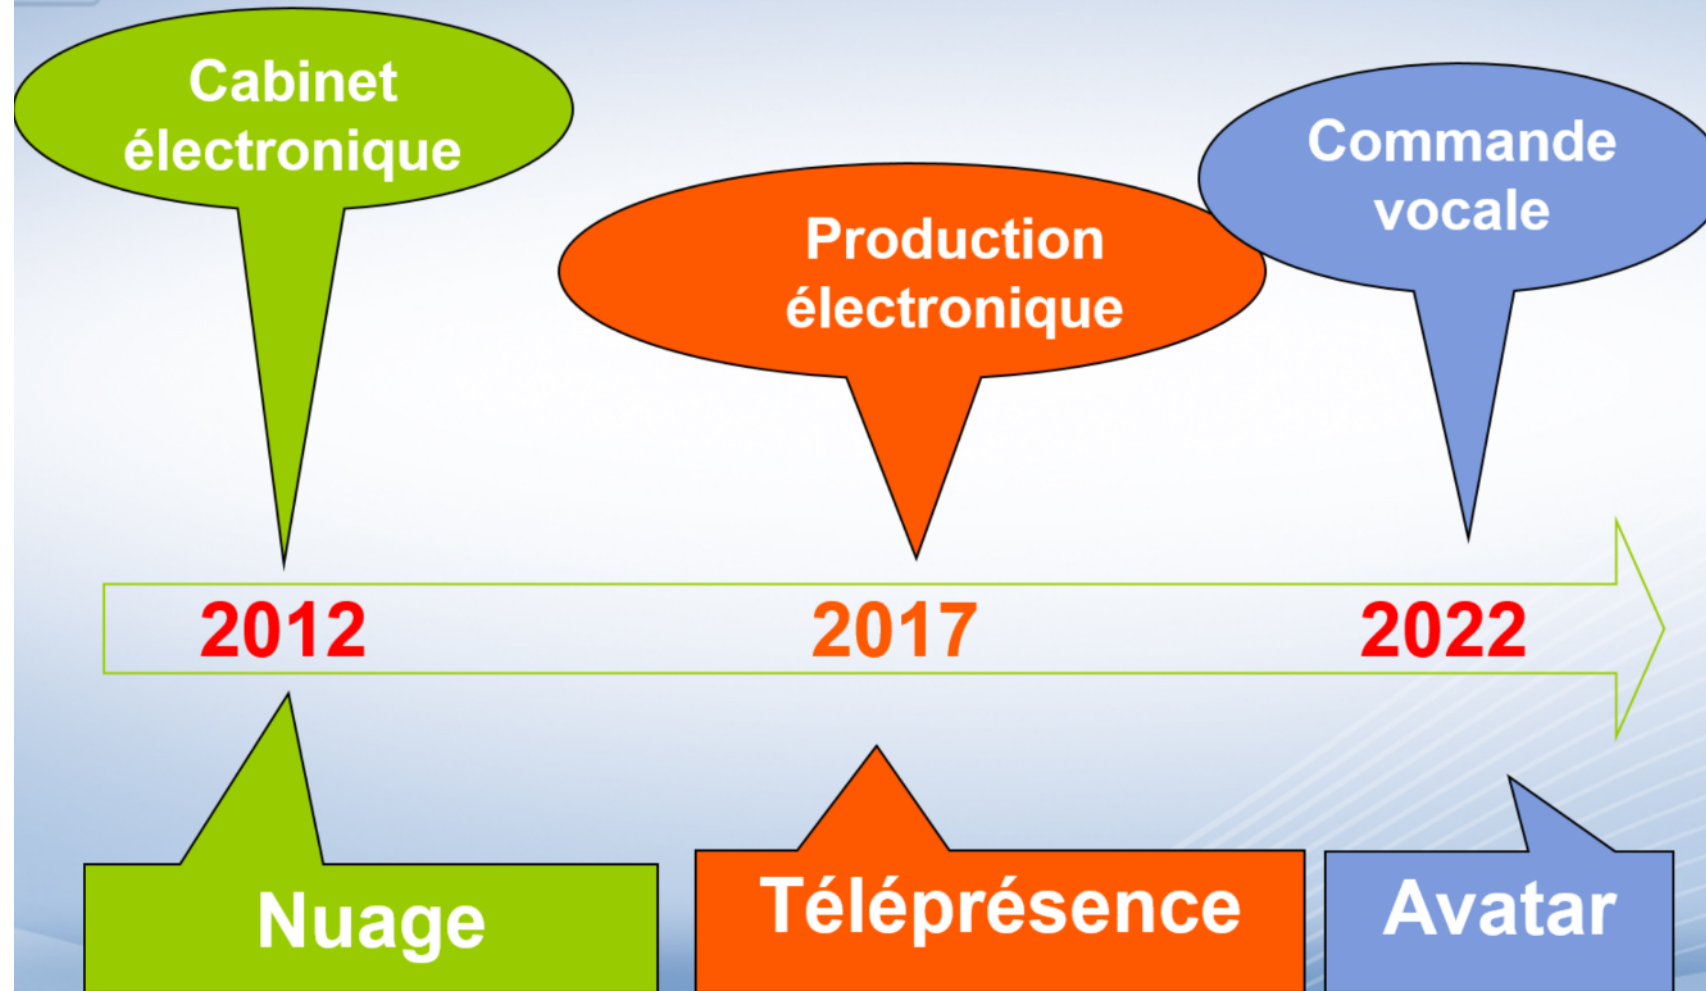 Cabinet
électronique
Production
électronique
Commande
vocale
2012
2017
2022
Nuage
Téléprésence
Avatar